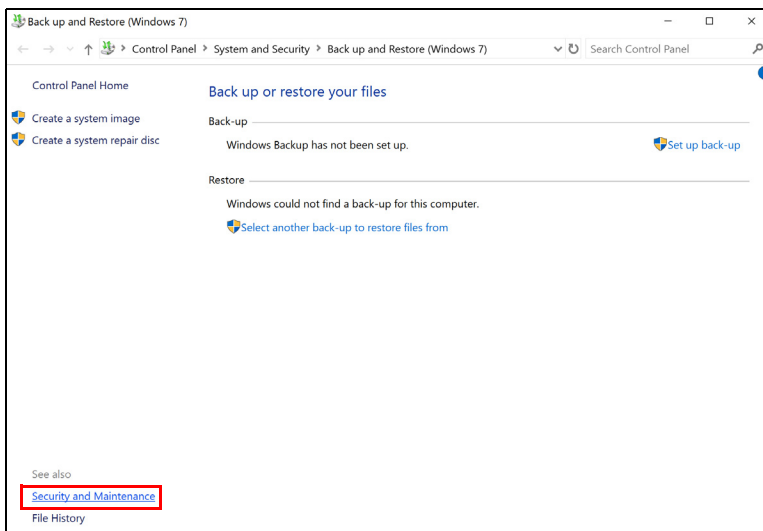 Back up and Restore (Windows 7)
Control Panel > System and Security > Back up and Restore (Windows 7)
Search Control Panel
Control Panel Home
Create a system image
Create a system repair disc
Back up or restore your files
Back-up
Windows Backup has not been set up.
Set up back-up
Restore
Windows could not find a back-up for this computer.
Select another back-up to restore files from
See also
Security and Maintenance
File History